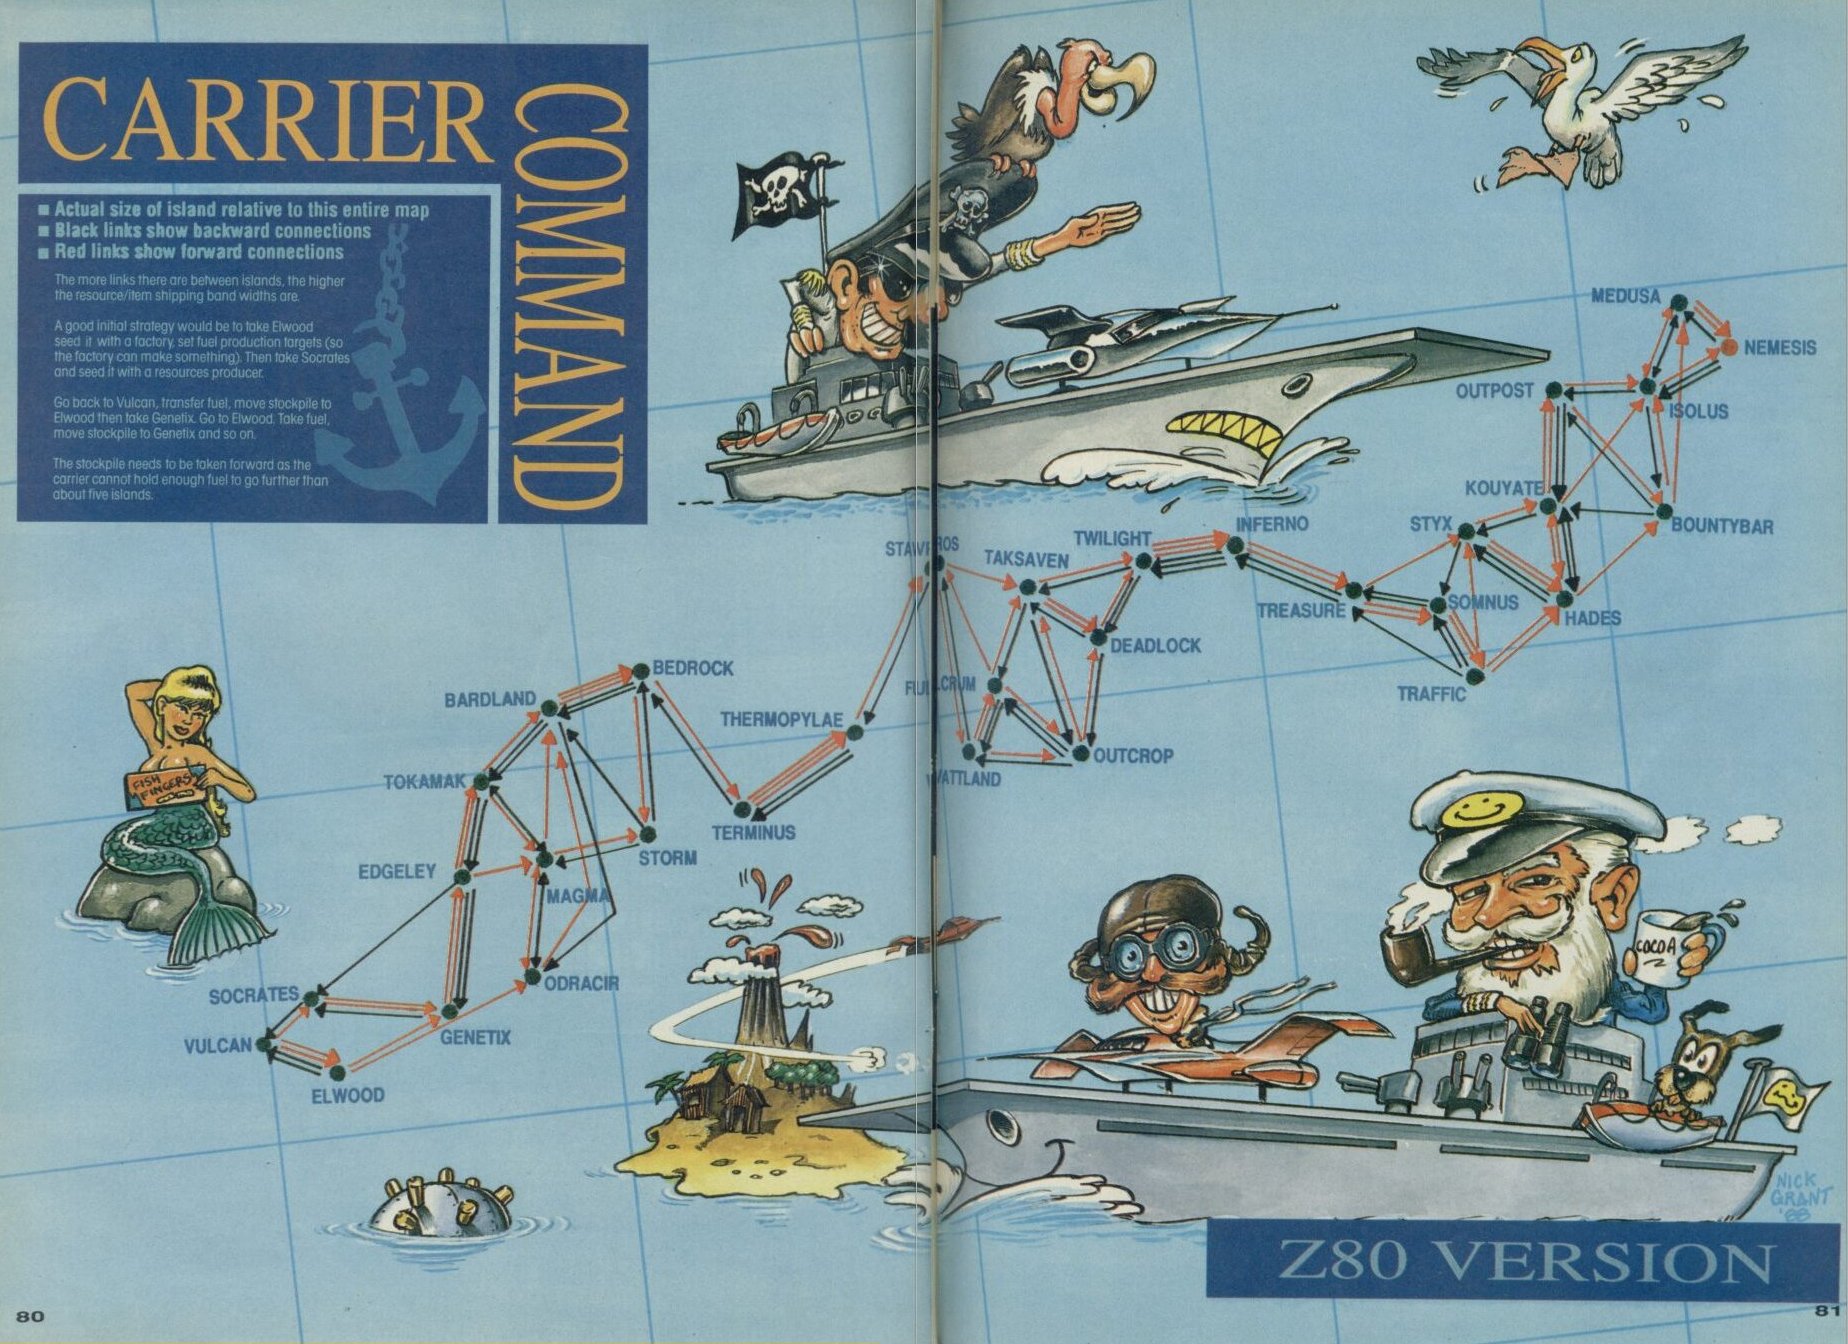 CARRIER
COMMAND
Actual size of island relative to this entire map
Black links show backward connections
Red links show forward connections
The more links there are between islands, the higher
the resource/item shipping band widths are.
A good initial strategy would be to take Elwood
seed it with a factory, set fuel production targets (so
the factory can make something). Then take Socrates
and seed it with a resources producer.
Go back to Vulcan, transfer fuel, move stockpile to
Elwood then take Genetix. Go to Elwood. Take fuel,
move stockpile to Genetix and so on.
The stockpile needs to be taken forward as the
carrier cannot hold enough fuel to go further than
about five islands.
MEDUSA
NEMESIS
OUTPOST
ISOLUS
KOUYATE
BOUNTYBAR
STYX
INFERNO
TWILIGHT
TAKSAVEN
TREASURE
SOMNUS
HADES
DEADLOCK
TRAFFIC
OUTCROP
BEDROCK
BARDLAND
THERMOPYLAE
TOKAMAK
TERMINUS
STORM
EDGELEY
MAGMA
ODRACIR
SOCRATES
GENETIX
VULCAN
ELWOOD
FISH
FINGERS
COCOA
NICK
GRANT
'88
Z80 VERSION
80
81